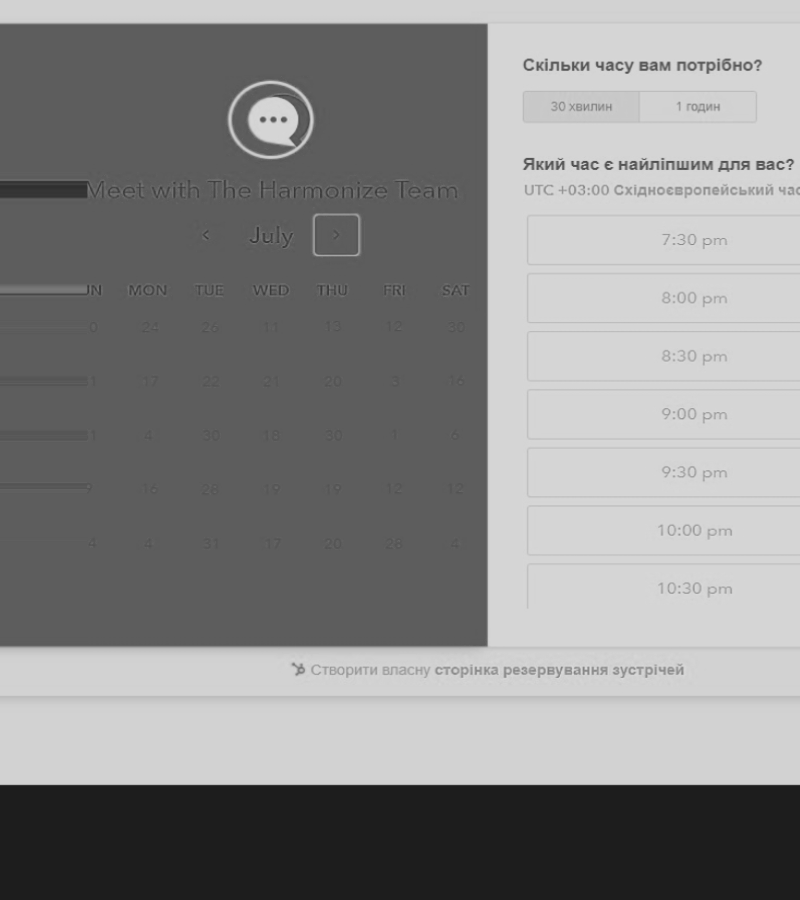 Meet with The Harmonize Team
July
MON TUE WED THU FRI SAT
0 24 26 11 13 12 30
1 17 22 21 20 3 16
1 4 30 18 30 1 6
16 28 19 19 12 12
4 4 31 17 20 28 4
Скільки часу вам потрібно?
30 хвилин 1 годин
Який час є найліпшим для вас?
UTC +03:00 Східноєвропейський
7:30 pm
8:00 pm
8:30 pm
9:00 pm
9:30 pm
10:00 pm
10:30 pm
Створити власну сторінка резервування зустрічей